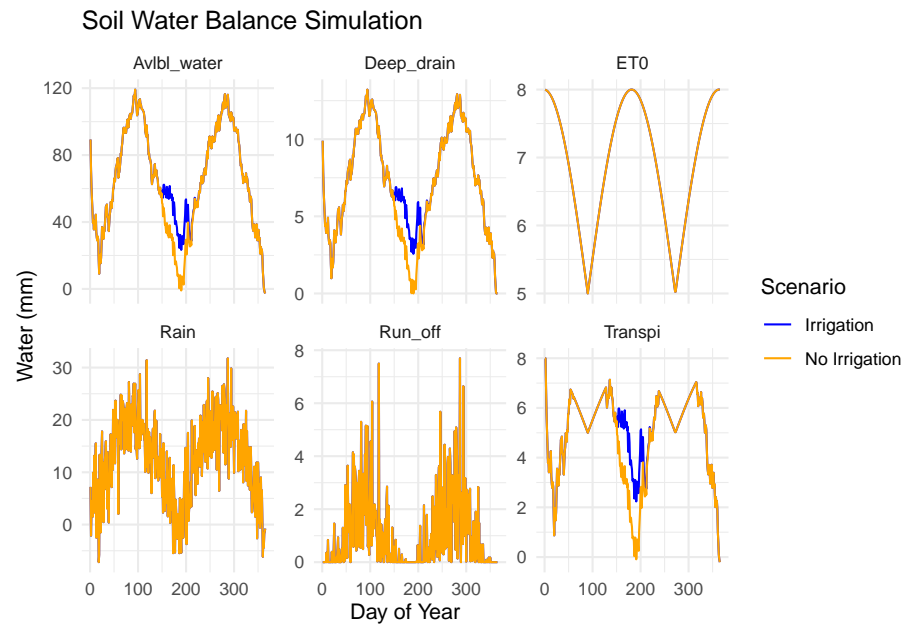 Soil Water Balance Simulation
Avlbl_water
Deep_drain
ET0
120
80
40
0
10
5
0
8
7
6
5
Rain
Run_off
Transpi
30
20
10
0
8
6
4
2
0
8
6
4
2
0
0 100 200 300
0 100 200 300
0 100 200 300
Water (mm)
Day of Year
Scenario
Irrigation
No Irrigation